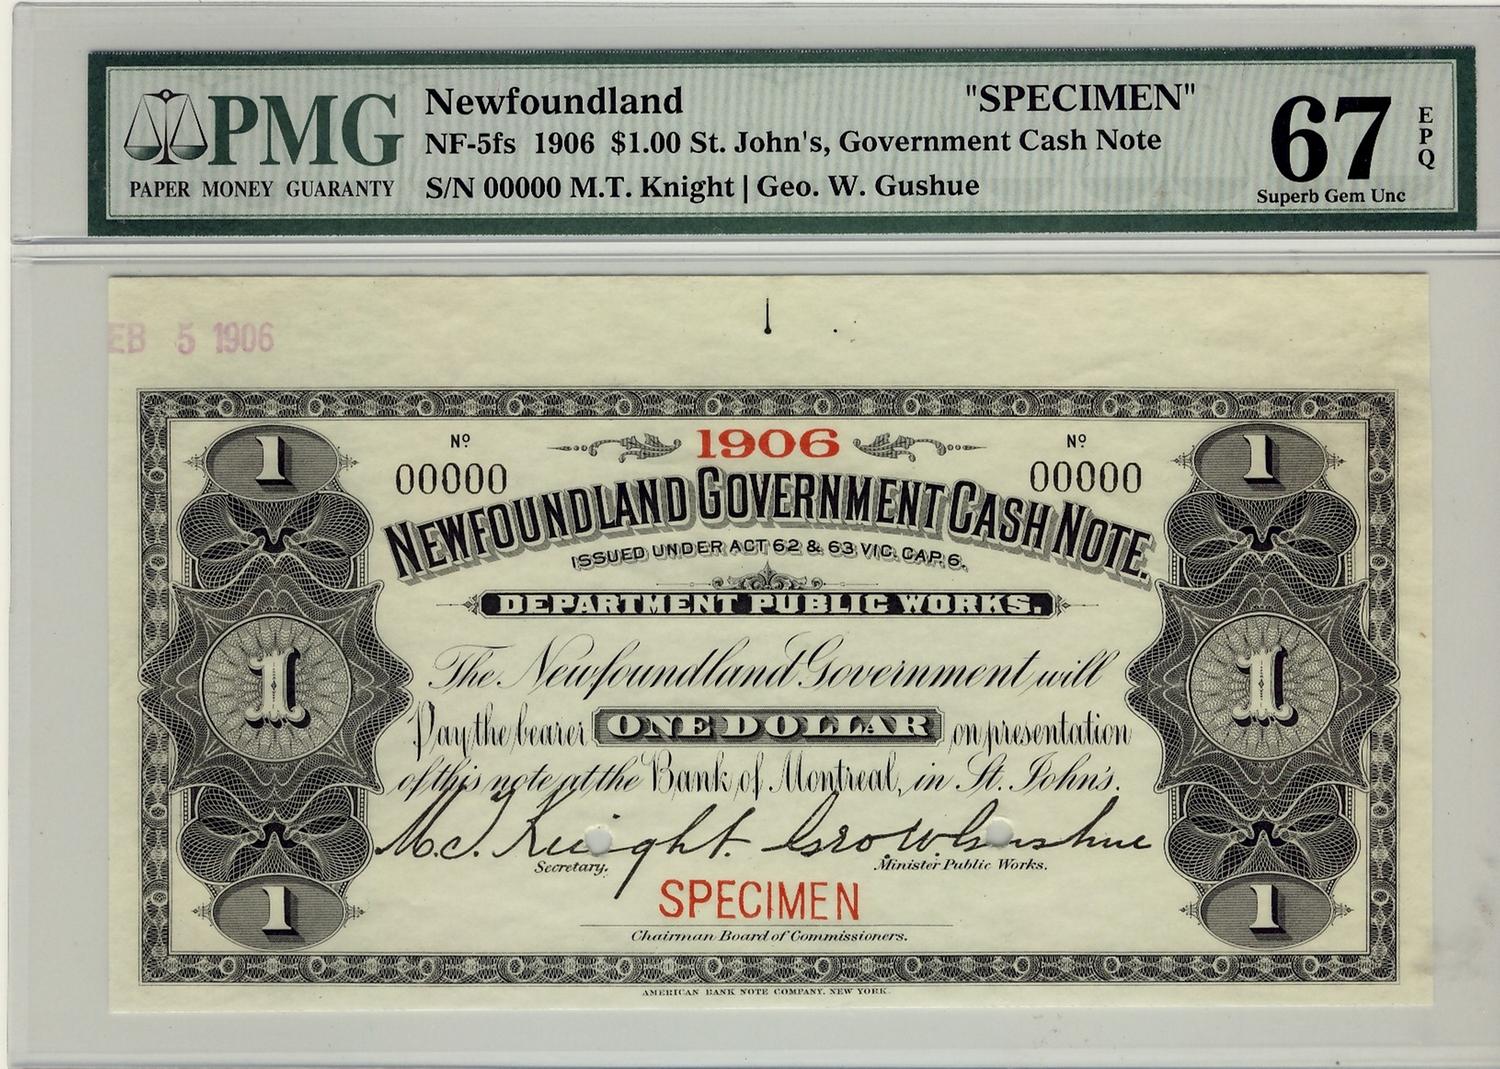 PMG
PAPER MONEY GUARANTY
Newfoundland "SPECIMEN"
NF-5fs 1906 $1.00 St. John's, Government Cash Note
S/N 00000 M.T. Knight | Geo. W. Gushue
67
EPQ
Superb Gem Unc
EB 5 1906
1 1
Nº 1906 Nº
00000 00000
NEWFOUNDLAND GOVERNMENT CASH NOTE.
ISSUED UNDER ACT 62 & 63 VIC. CAP. 6.
DEPARTMENT PUBLIC WORKS.
The Newfoundland Government will
1 1
Pay the bearer ONE DOLLAR on presentation
of this note at the Bank of Montreal, in St. John's.
M.T. Knight. Geo W Gushue
Secretary. Minister Public Works.
1 SPECIMEN 1
Chairman Board of Commissioners.
AMERICAN BANK NOTE COMPANY, NEW YORK.